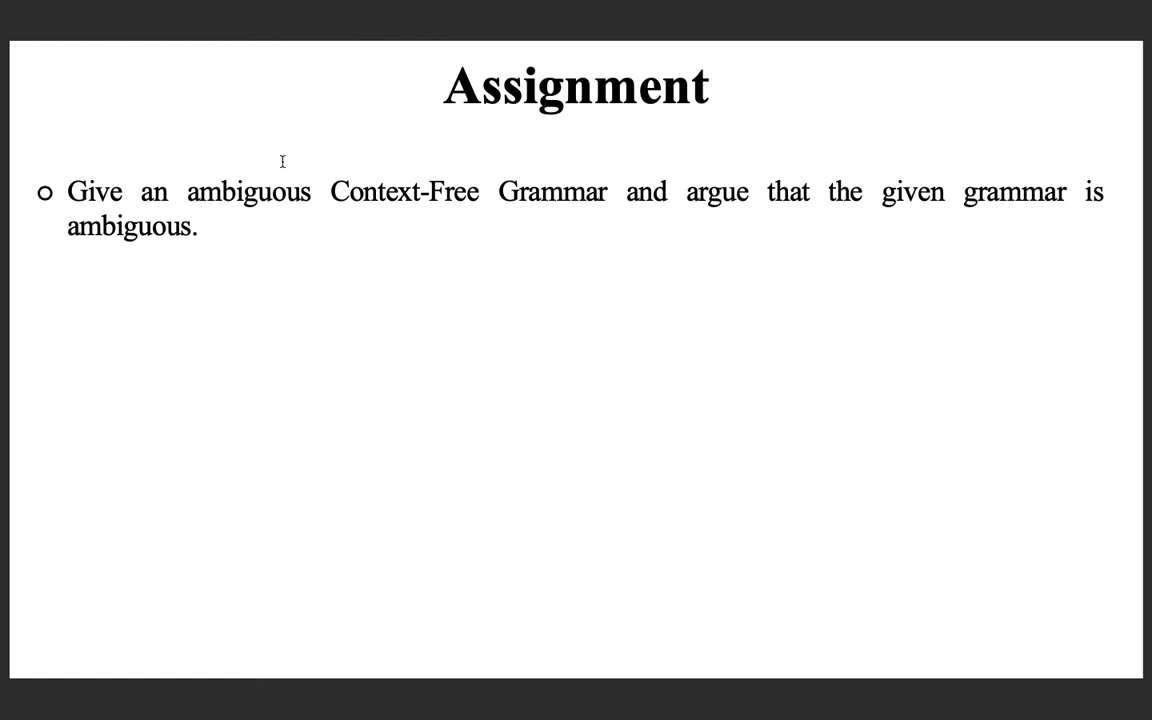 Assignment
Give an ambiguous Context-Free Grammar and argue that the given grammar is
ambiguous.